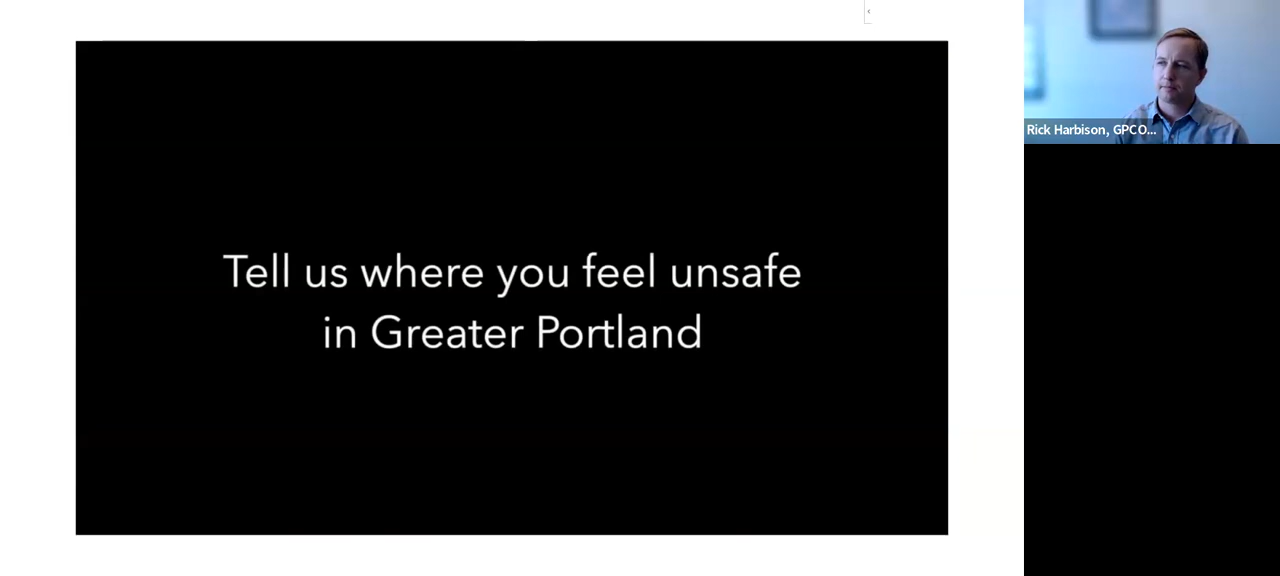 Tell us where you feel unsafe
in Greater Portland
Rick Harbison, GPCO...